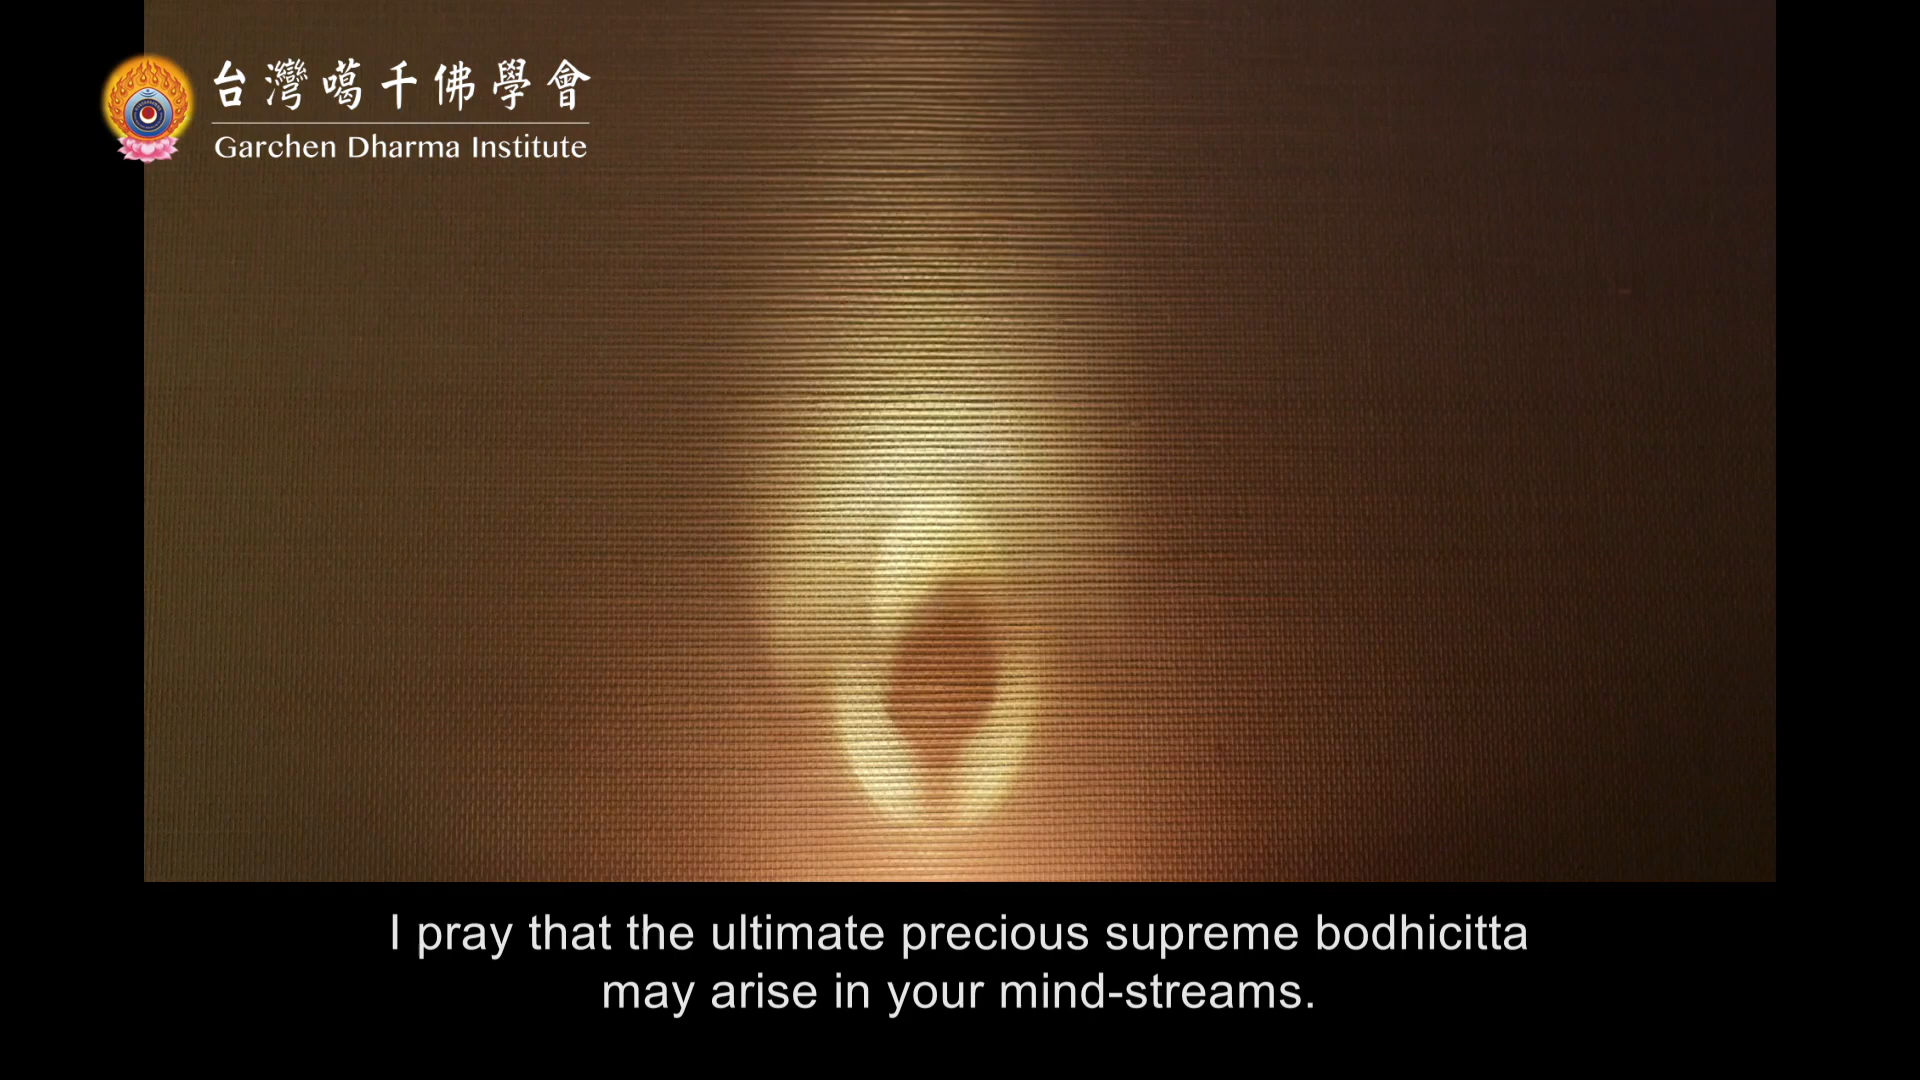 台灣噶千佛學會
Garchen Dharma Institute
I pray that the ultimate precious supreme bodhicitta
may arise in your mind-streams.